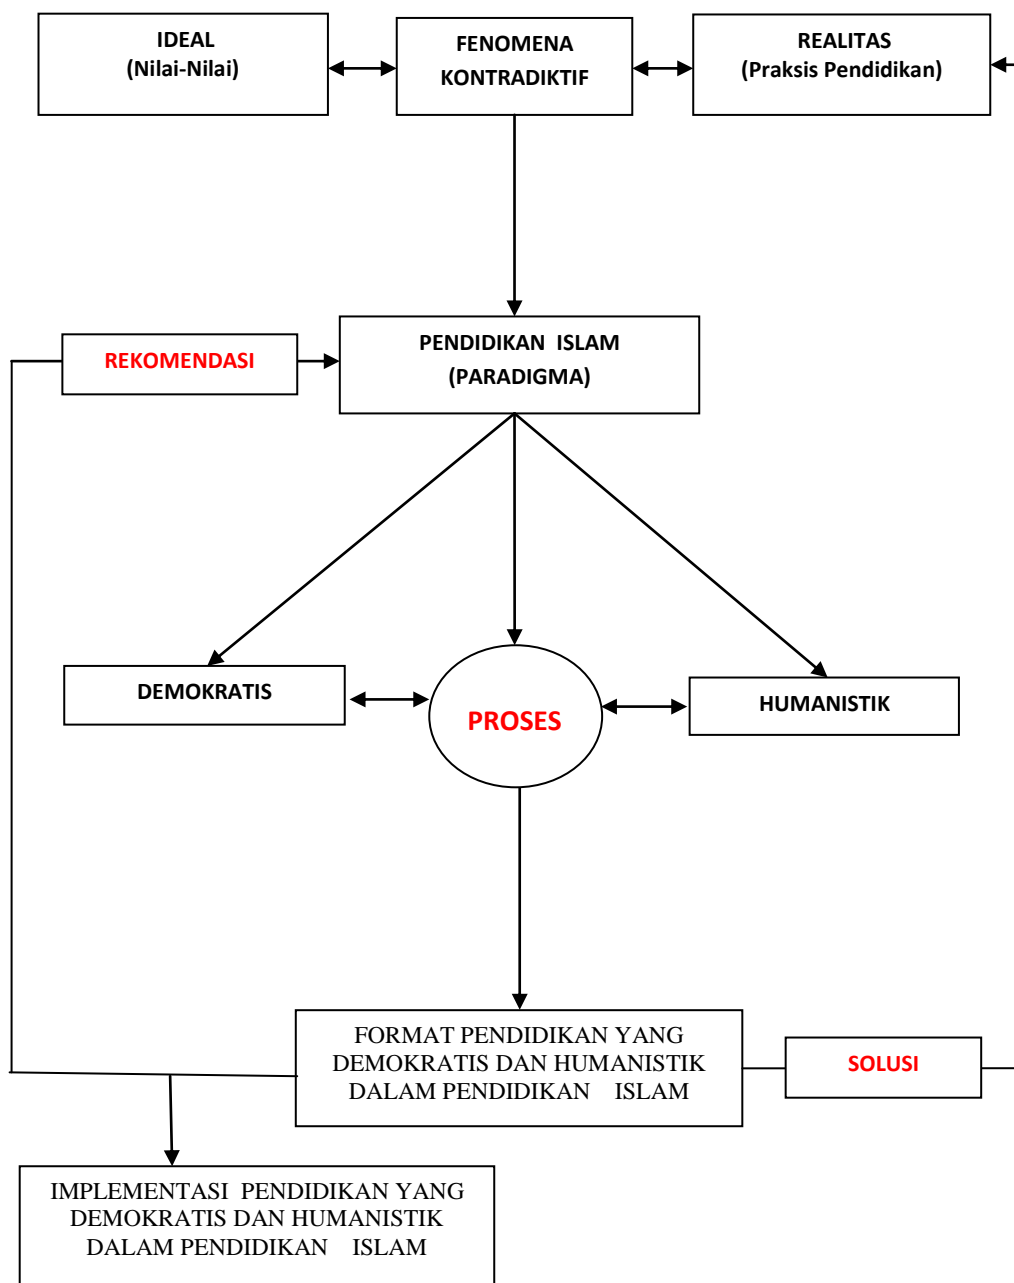 IDEAL
(Nilai-Nilai)
FENOMENA
KONTRADIKTIF
REALITAS
(Praksis Pendidikan)
REKOMENDASI
PENDIDIKAN ISLAM
(PARADIGMA)
DEMOKRATIS
PROSES
HUMANISTIK
FORMAT PENDIDIKAN YANG
DEMOKRATIS DAN HUMANISTIK
DALAM PENDIDIKAN ISLAM
SOLUSI
IMPLEMENTASI PENDIDIKAN YANG
DEMOKRATIS DAN HUMANISTIK
DALAM PENDIDIKAN ISLAM